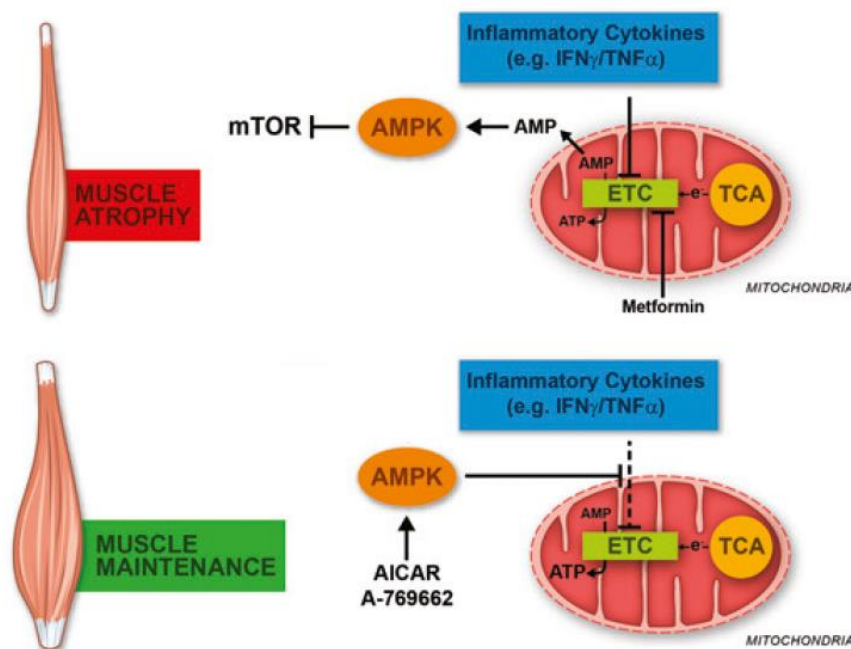 Inflammatory Cytokines
(e.g. IFNγ/TNFα)
mTOR
AMPK
AMP
AMP
ETC
e-
TCA
ATP
MUSCLE
ATROPHY
MITOCHONDRIA
Metformin
Inflammatory Cytokines
(e.g. IFNγ/TNFα)
AMPK
AMP
ETC
e-
TCA
ATP
MUSCLE
MAINTENANCE
AICAR
A-769662
MITOCHONDRIA